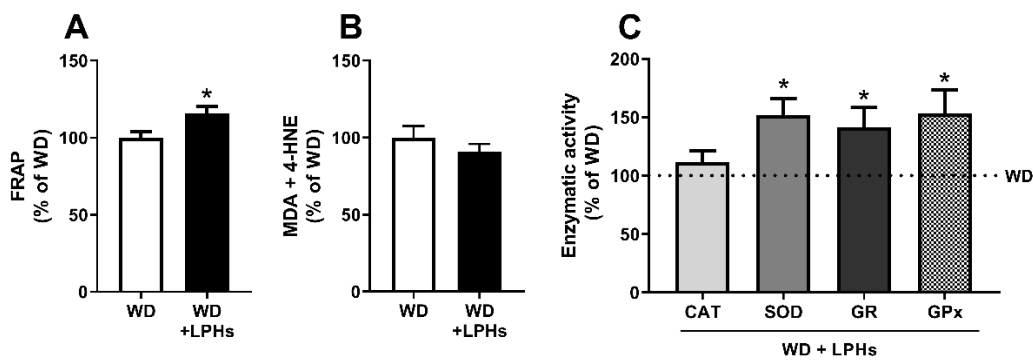 A
FRAP
(% of WD)
150
100
50
0
*
WD
WD
+LPHs
B
MDA + 4-HNE
(% of WD)
150
100
50
0
WD
WD
+LPHs
C
Enzymatic activity
(% of WD)
200
150
100
50
0
*
*
*
WD
CAT
SOD
GR
GPx
WD + LPHs